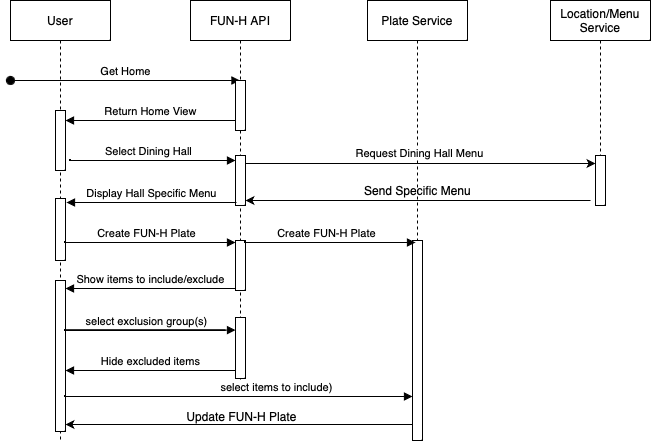 User
FUN-H API
Plate Service
Location/Menu
Service
Get Home
Return Home View
Select Dining Hall
Request Dining Hall Menu
Display Hall Specific Menu
Send Specific Menu
Create FUN-H Plate
Create FUN-H Plate
Show items to include/exclude
select exclusion group(s)
Hide excluded items
select items to include)
Update FUN-H Plate